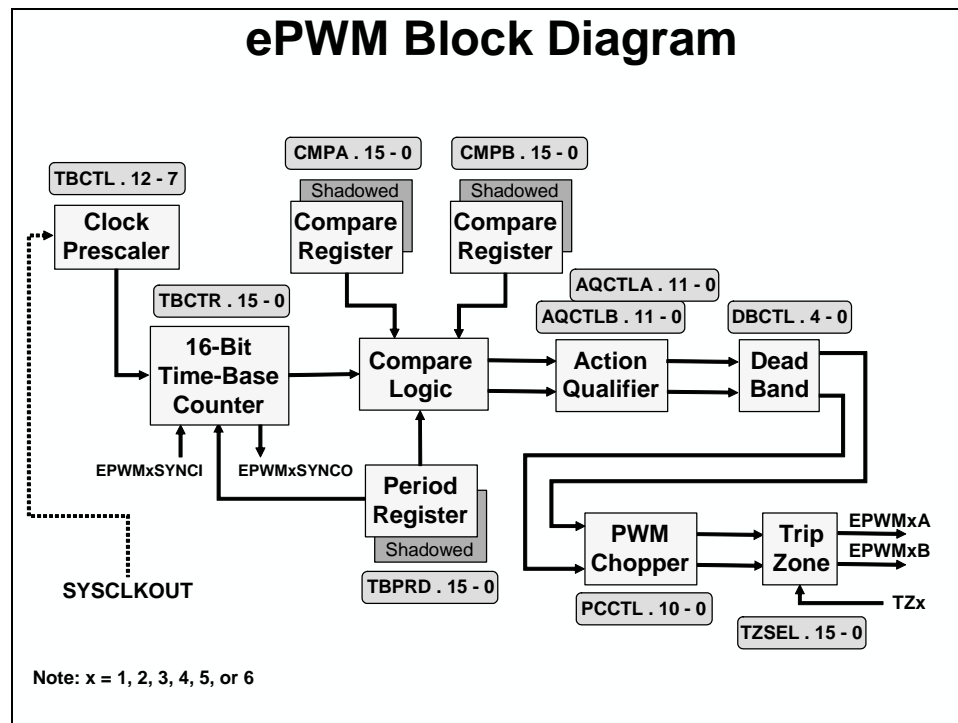 ePWM Block Diagram
CMPA . 15 - 0
CMPB . 15 - 0
TBCTL . 12 - 7
Shadowed
Shadowed
Clock
Prescaler
Compare
Register
Compare
Register
TBCTR . 15 - 0
AQCTLA . 11 - 0
AQCTLB . 11 - 0
DBCTL . 4 - 0
16-Bit
Time-Base
Counter
Compare
Logic
Action
Qualifier
Dead
Band
EPWMxSYNCI
EPWMxSYNCO
Period
Register
Shadowed
TBPRD . 15 - 0
PWM
Chopper
Trip
Zone
EPWMxA
EPWMxB
SYSCLKOUT
PCCTL . 10 - 0
TZx
TZSEL . 15 - 0
Note: x = 1, 2, 3, 4, 5, or 6